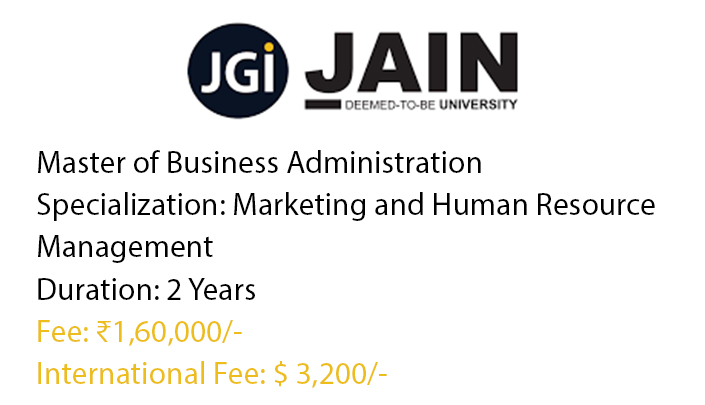 JGi JAIN
DEEMED-TO-BE UNIVERSITY
Master of Business Administration
Specialization: Marketing and Human Resource
Management
Duration: 2 Years
Fee: ₹1,60,000/-
International Fee: $ 3,200/-